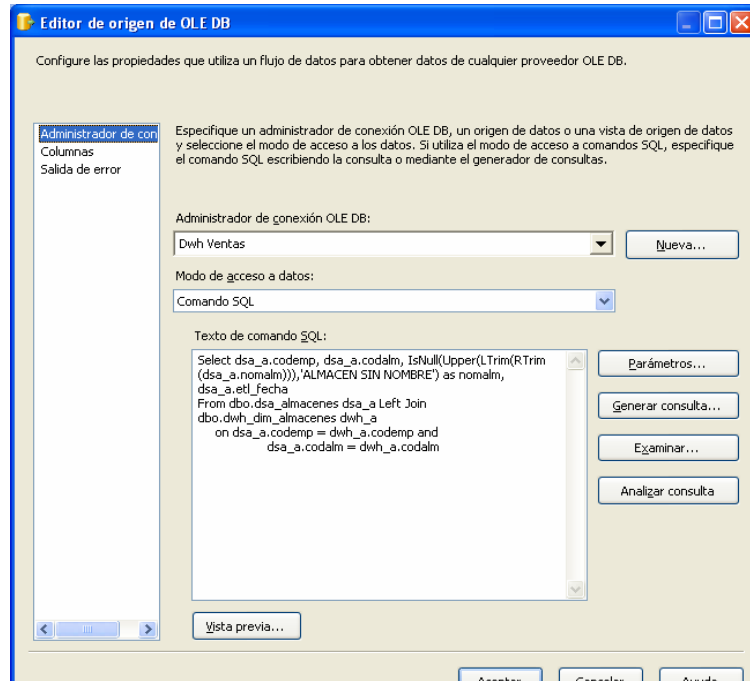 Editor de origen de OLE DB
Configure las propiedades que utiliza un flujo de datos para obtener datos de cualquier proveedor OLE DB.
Administrador de con
Columnas
Salida de error
Especifique un administrador de conexión OLE DB, un origen de datos o una vista de origen de datos
y seleccione el modo de acceso a los datos. Si utiliza el modo de acceso a comandos SQL, especifique
el comando SQL escribiendo la consulta o mediante el generador de consultas.
Administrador de conexión OLE DB:
Dwh Ventas
Nueva...
Modo de acceso a datos:
Comando SQL
Texto de comando SQL:
Select dsa_a.codemp, dsa_a.codalm, IsNull(Upper(LTrim(RTrim
(dsa_a.nomalm))),'ALMACEN SIN NOMBRE') as nomalm,
dsa_a.etl_fecha
From dbo.dsa_almacenes dsa_a Left Join
dbo.dwh_dim_almacenes dwh_a
on dsa_a.codemp = dwh_a.codemp and
dsa_a.codalm = dwh_a.codalm
Parámetros...
Generar consulta...
Examinar...
Analizar consulta
Vista previa...
Aceptar
Cancelar
Ayuda